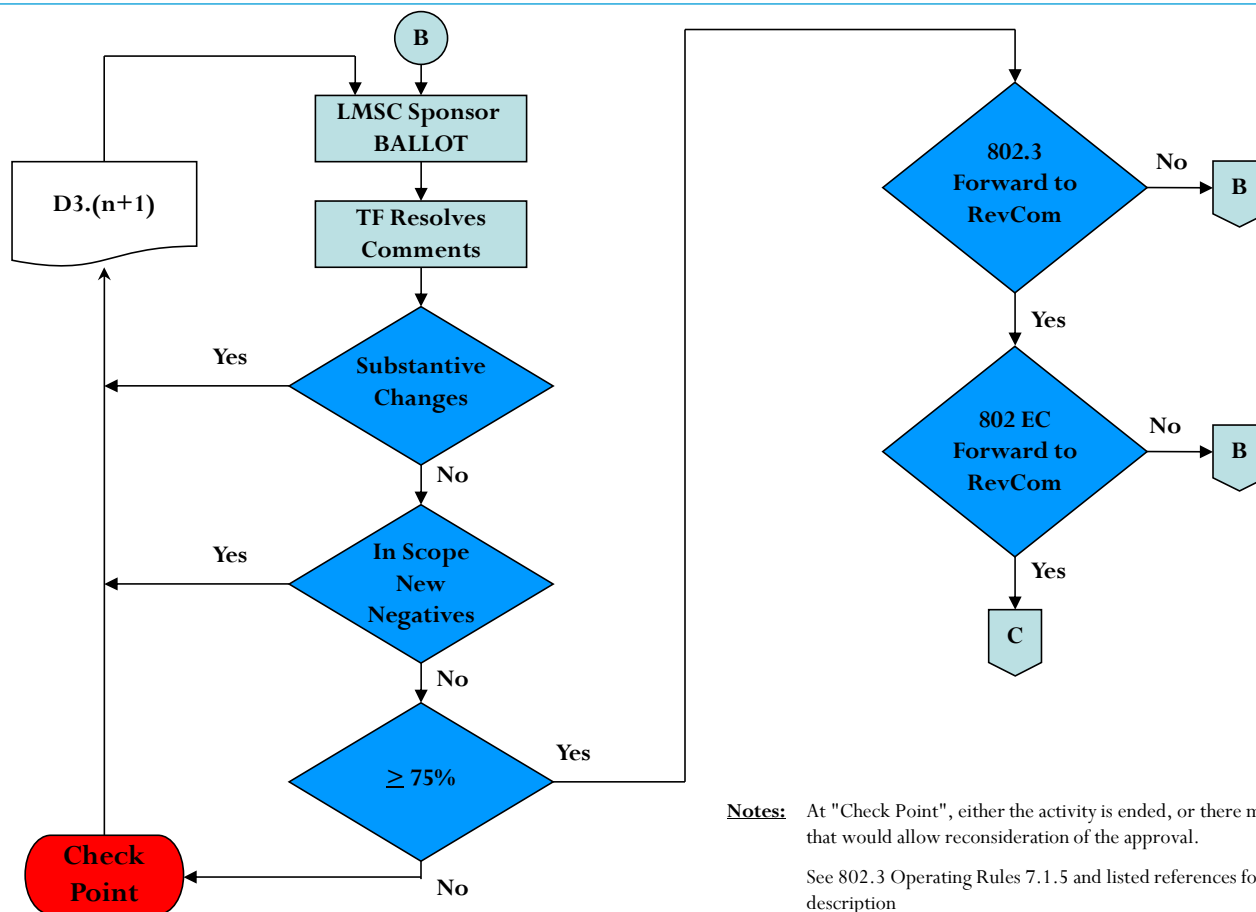 B
LMSC Sponsor
BALLOT
D3.(n+1)
TF Resolves
Comments
Yes
Substantive
Changes
No
Yes
In Scope
New
Negatives
No
≥ 75%
Yes
Check
Point
No
802.3
Forward to
RevCom
No
B
Yes
802 EC
Forward to
RevCom
No
B
Yes
C
Notes: At "Check Point", either the activity is ended, or there
that would allow reconsideration of the approval.
See 802.3 Operating Rules 7.1.5 and listed references
description